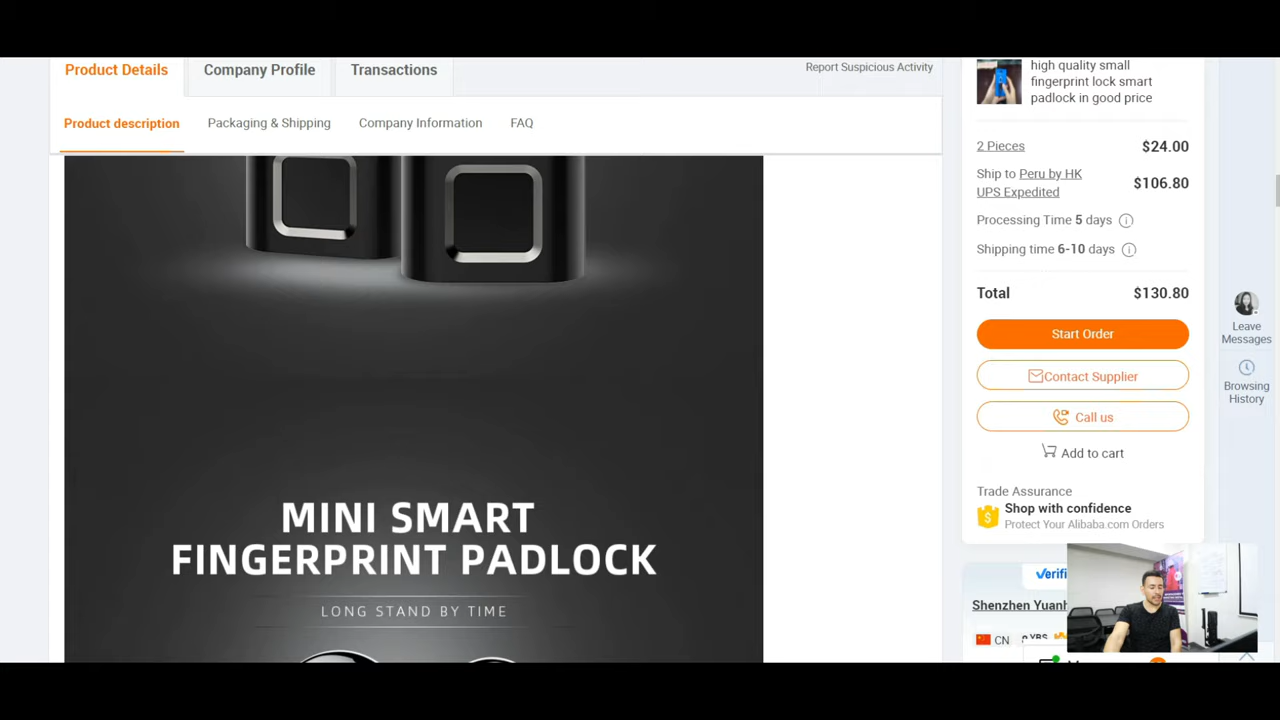 Product Details
Company Profile
Transactions
Report Suspicious Activity
Product description
Packaging & Shipping
Company Information
FAQ
MINI SMART
FINGERPRINT PADLOCK
LONG STAND BY TIME
high quality small
fingerprint lock smart
padlock in good price
2 Pieces
$24.00
Ship to Peru by HK
UPS Expedited
$106.80
Processing Time 5 days
Shipping time 6-10 days
Total
$130.80
Start Order
Contact Supplier
Call us
Add to cart
Trade Assurance
Shop with confidence
Protect Your Alibaba.com Orders
Verifi
Shenzhen Yuanh
CN
Leave
Messages
Browsing
History